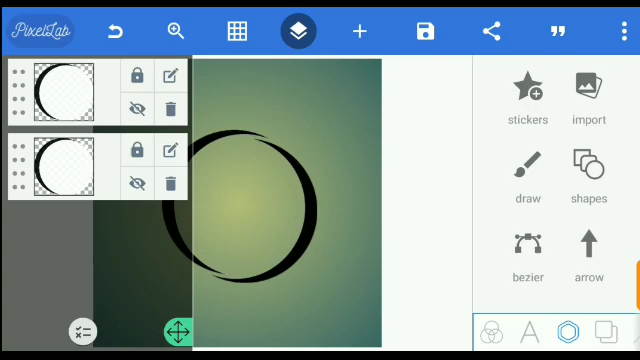 PixelLab
stickers
import
draw
shapes
bezier
arrow